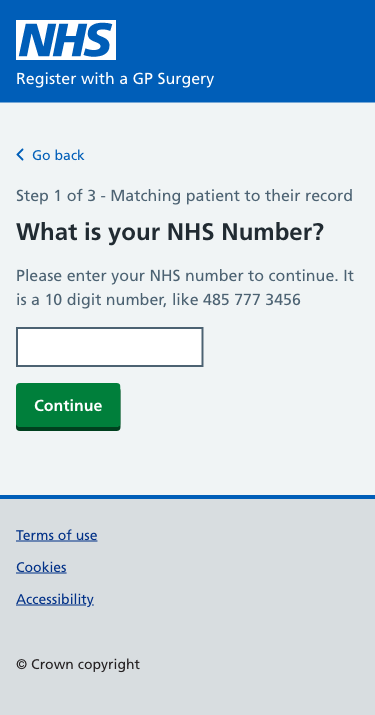 NHS
Register with a GP Surgery
Go back
Step 1 of 3 - Matching patient to their record
What is your NHS Number?
Please enter your NHS number to continue. It
is a 10 digit number, like 485 777 3456
Continue
Terms of use
Cookies
Accessibility
© Crown copyright